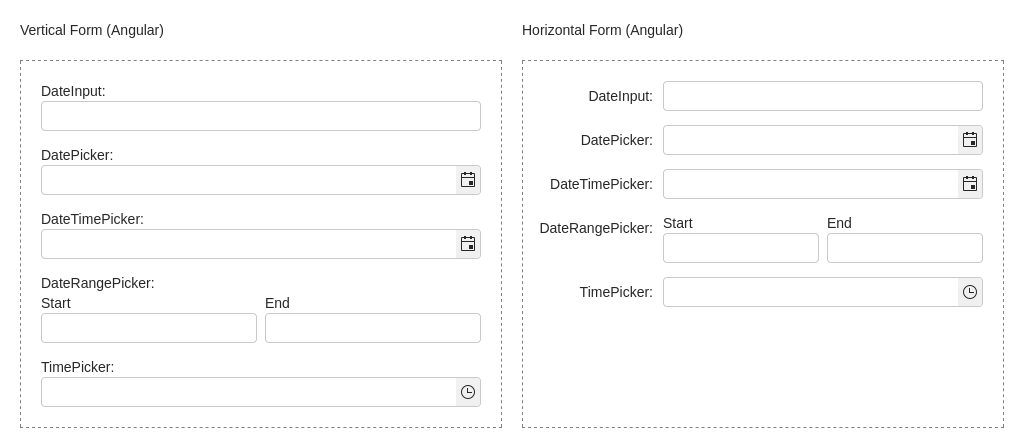 Vertical Form (Angular)
DateInput:
DatePicker:
DateTimePicker:
DateRangePicker:
Start End
TimePicker:
Horizontal Form (Angular)
DateInput:
DatePicker:
DateTimePicker:
DateRangePicker: Start End
TimePicker: